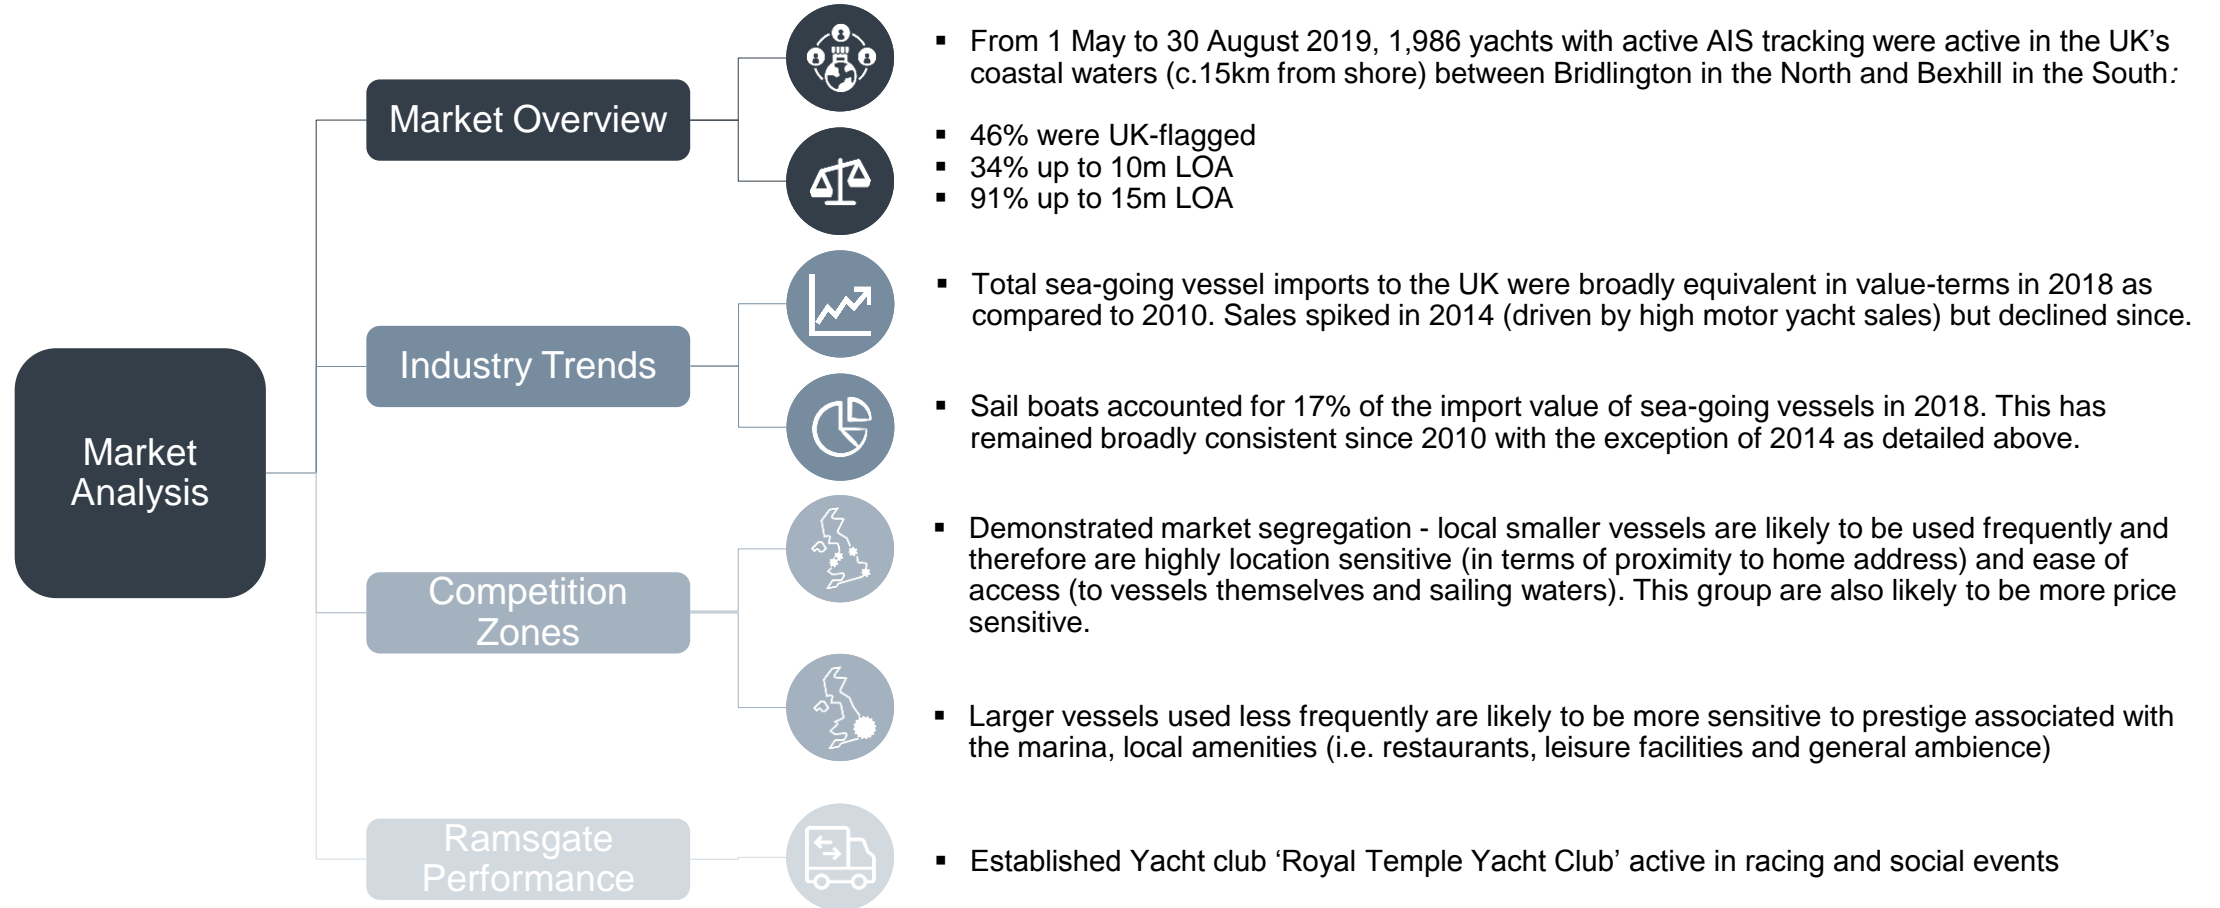 Market
Analysis
Market Overview
▪ From 1 May to 30 August 2019, 1,986 yachts with active AIS tracking were active in the UK’s
coastal waters (c.15km from shore) between Bridlington in the North and Bexhill in the South:
▪ 46% were UK-flagged
▪ 34% up to 10m LOA
▪ 91% up to 15m LOA
Industry Trends
▪ Total sea-going vessel imports to the UK were broadly equivalent in value-terms in 2018 as
compared to 2010. Sales spiked in 2014 (driven by high motor yacht sales) but declined since.
▪ Sail boats accounted for 17% of the import value of sea-going vessels in 2018. This has
remained broadly consistent since 2010 with the exception of 2014 as detailed above.
Competition
Zones
▪ Demonstrated market segregation - local smaller vessels are likely to be used frequently and
therefore are highly location sensitive (in terms of proximity to home address) and ease of
access (to vessels themselves and sailing waters). This group are also likely to be more price
sensitive.
▪ Larger vessels used less frequently are likely to be more sensitive to prestige associated with
the marina, local amenities (i.e. restaurants, leisure facilities and general ambience)
Ramsgate
Performance
▪ Established Yacht club ‘Royal Temple Yacht Club’ active in racing and social events